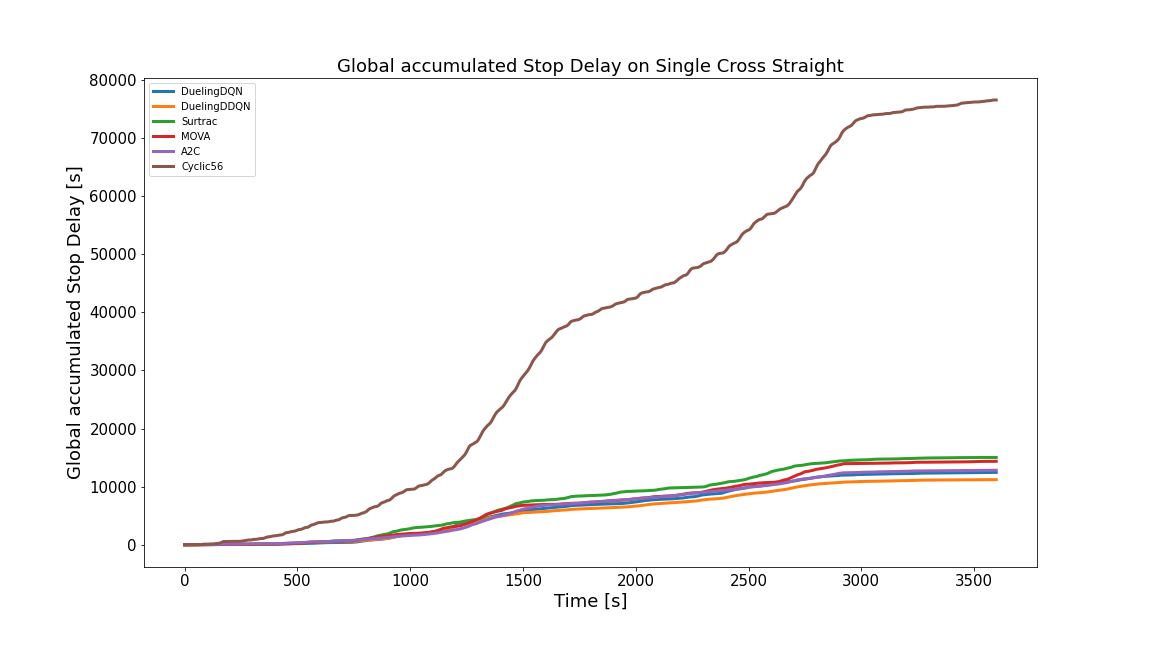 Global accumulated Stop Delay on Single Cross Straight
80000
70000
60000
50000
40000
30000
20000
10000
0
Global accumulated Stop Delay [s]
DuelingDQN
DuelingDDQN
Surtrac
MOVA
A2C
Cyclic56
0 500 1000 1500 2000 2500 3000 3500
Time [s]